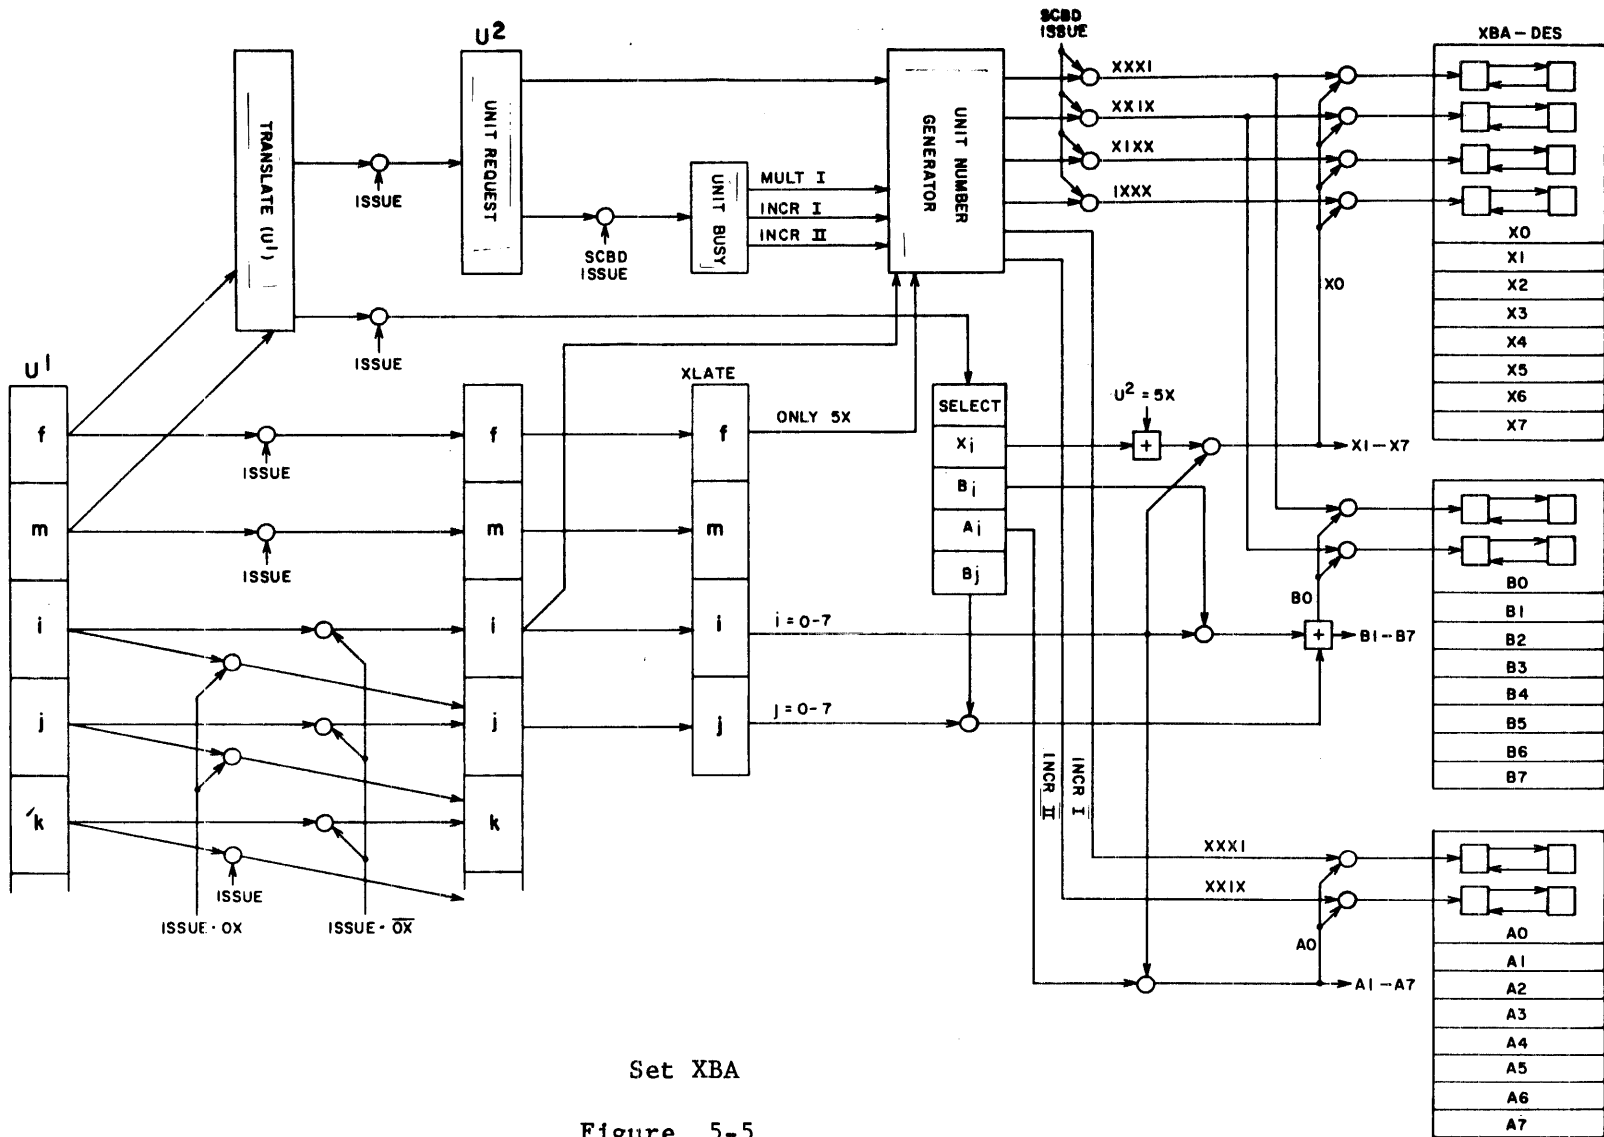 U2
SCBD
ISSUE
XBA-DES
TRANSLATE (U1)
ISSUE
UNIT REQUEST
SCBD
ISSUE
UNIT BUSY
MULT I
INCR I
INCR II
UNIT NUMBER
GENERATOR
XXX1
XX1X
X1XX
1XXX
X0
X0
X1
X2
X3
X4
X5
X6
X7
ISSUE
U1
f
m
i
j
k
ISSUE
ISSUE
ISSUE
ISSUE·0X
ISSUE·0X̅
f
m
i
j
k
XLATE
f
m
i
j
ONLY 5X
i=0-7
j=0-7
SELECT
Xi
Bi
Ai
Bj
U2=5X
+
X1-X7
B0
+
B1-B7
B0
B1
B2
B3
B4
B5
B6
B7
INCR II
INCR I
XXX1
XX1X
A0
A1-A7
A0
A1
A2
A3
A4
A5
A6
A7
Set XBA
Figure 5-5